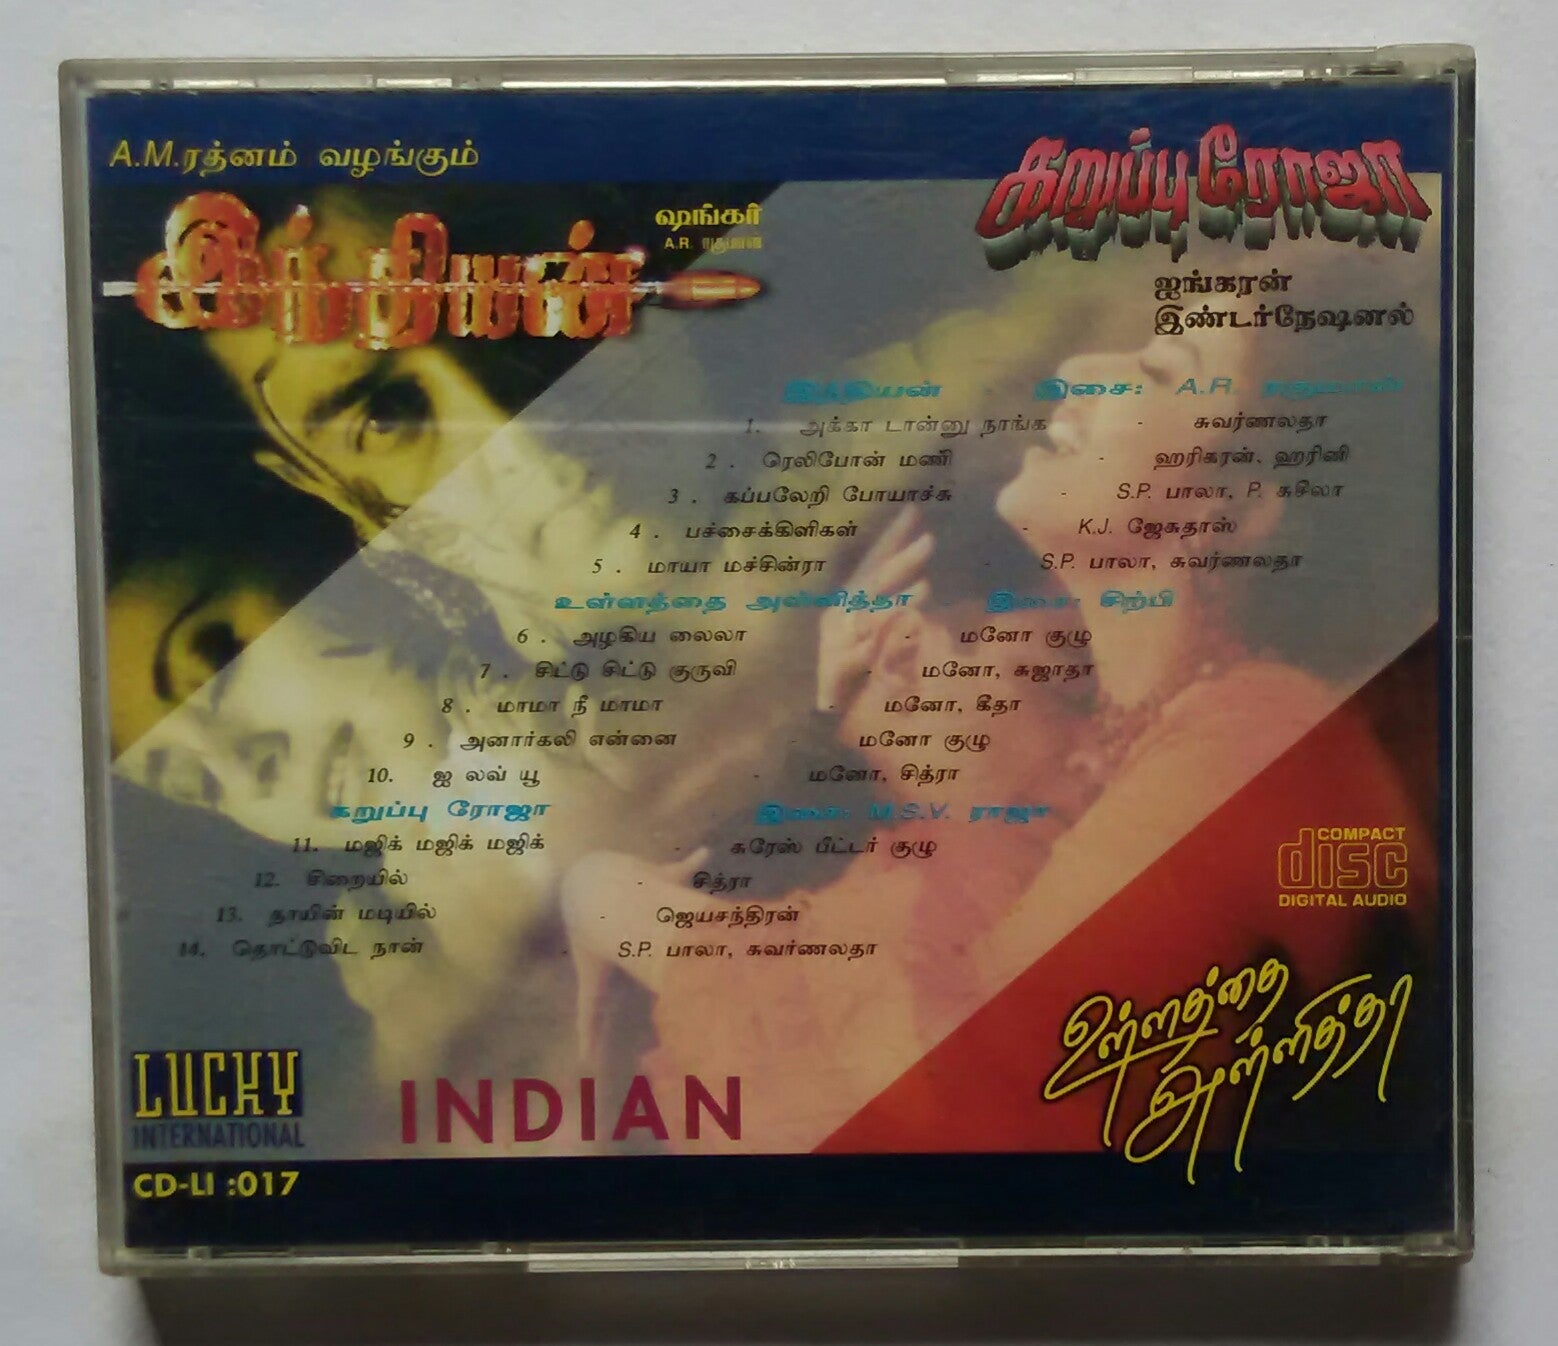 A.M.ரத்னம் வழங்கும்
இந்தியன்
ஷங்கர்
A.R. ரகுமான்
கறுப்பு ரோஜா
ஐங்கரன்
இண்டர்நேஷனல்
இந்தியன் இசை: A.R. ரகுமான்
1. அக்கா டான்னு நாங்க - சுவர்ணலதா
2 . ரெலிபோன் மணி - ஹரிகரன், ஹரினி
3 . கப்பலேறி போயாச்சு - S.P. பாலா, P. சுசீலா
4 . பச்சைக்கிளிகள் - K.J. ஜேசுதாஸ்
5 . மாயா மச்சின்ரா - S.P. பாலா, சுவர்ணலதா
உள்ளத்தை அள்ளித்தா - இசை: சிற்பி
6 . அழகிய லைலா - மனோ குழு
7 . சிட்டு சிட்டு குருவி - மனோ, சுஜாதா
8 . மாமா நீ மாமா - மனோ, கீதா
9 . அனார்கலி என்னை - மனோ குழு
10. ஐ லவ் யூ - மனோ, சித்ரா
கறுப்பு ரோஜா - இசை: M.S.V. ராஜா
11. மஜிக் மஜிக் மஜிக் - சுரேஸ் பீட்டர் குழு
12. சிறையில் - சித்ரா
13. தாயின் மடியில் - ஜெயசந்திரன்
14. தொட்டுவிட நான் - S.P. பாலா, சுவர்ணலதா
COMPACT
disc
DIGITAL AUDIO
உள்ளத்தை
அள்ளித்தா
LUCKY
INTERNATIONAL
INDIAN
CD-LI :017